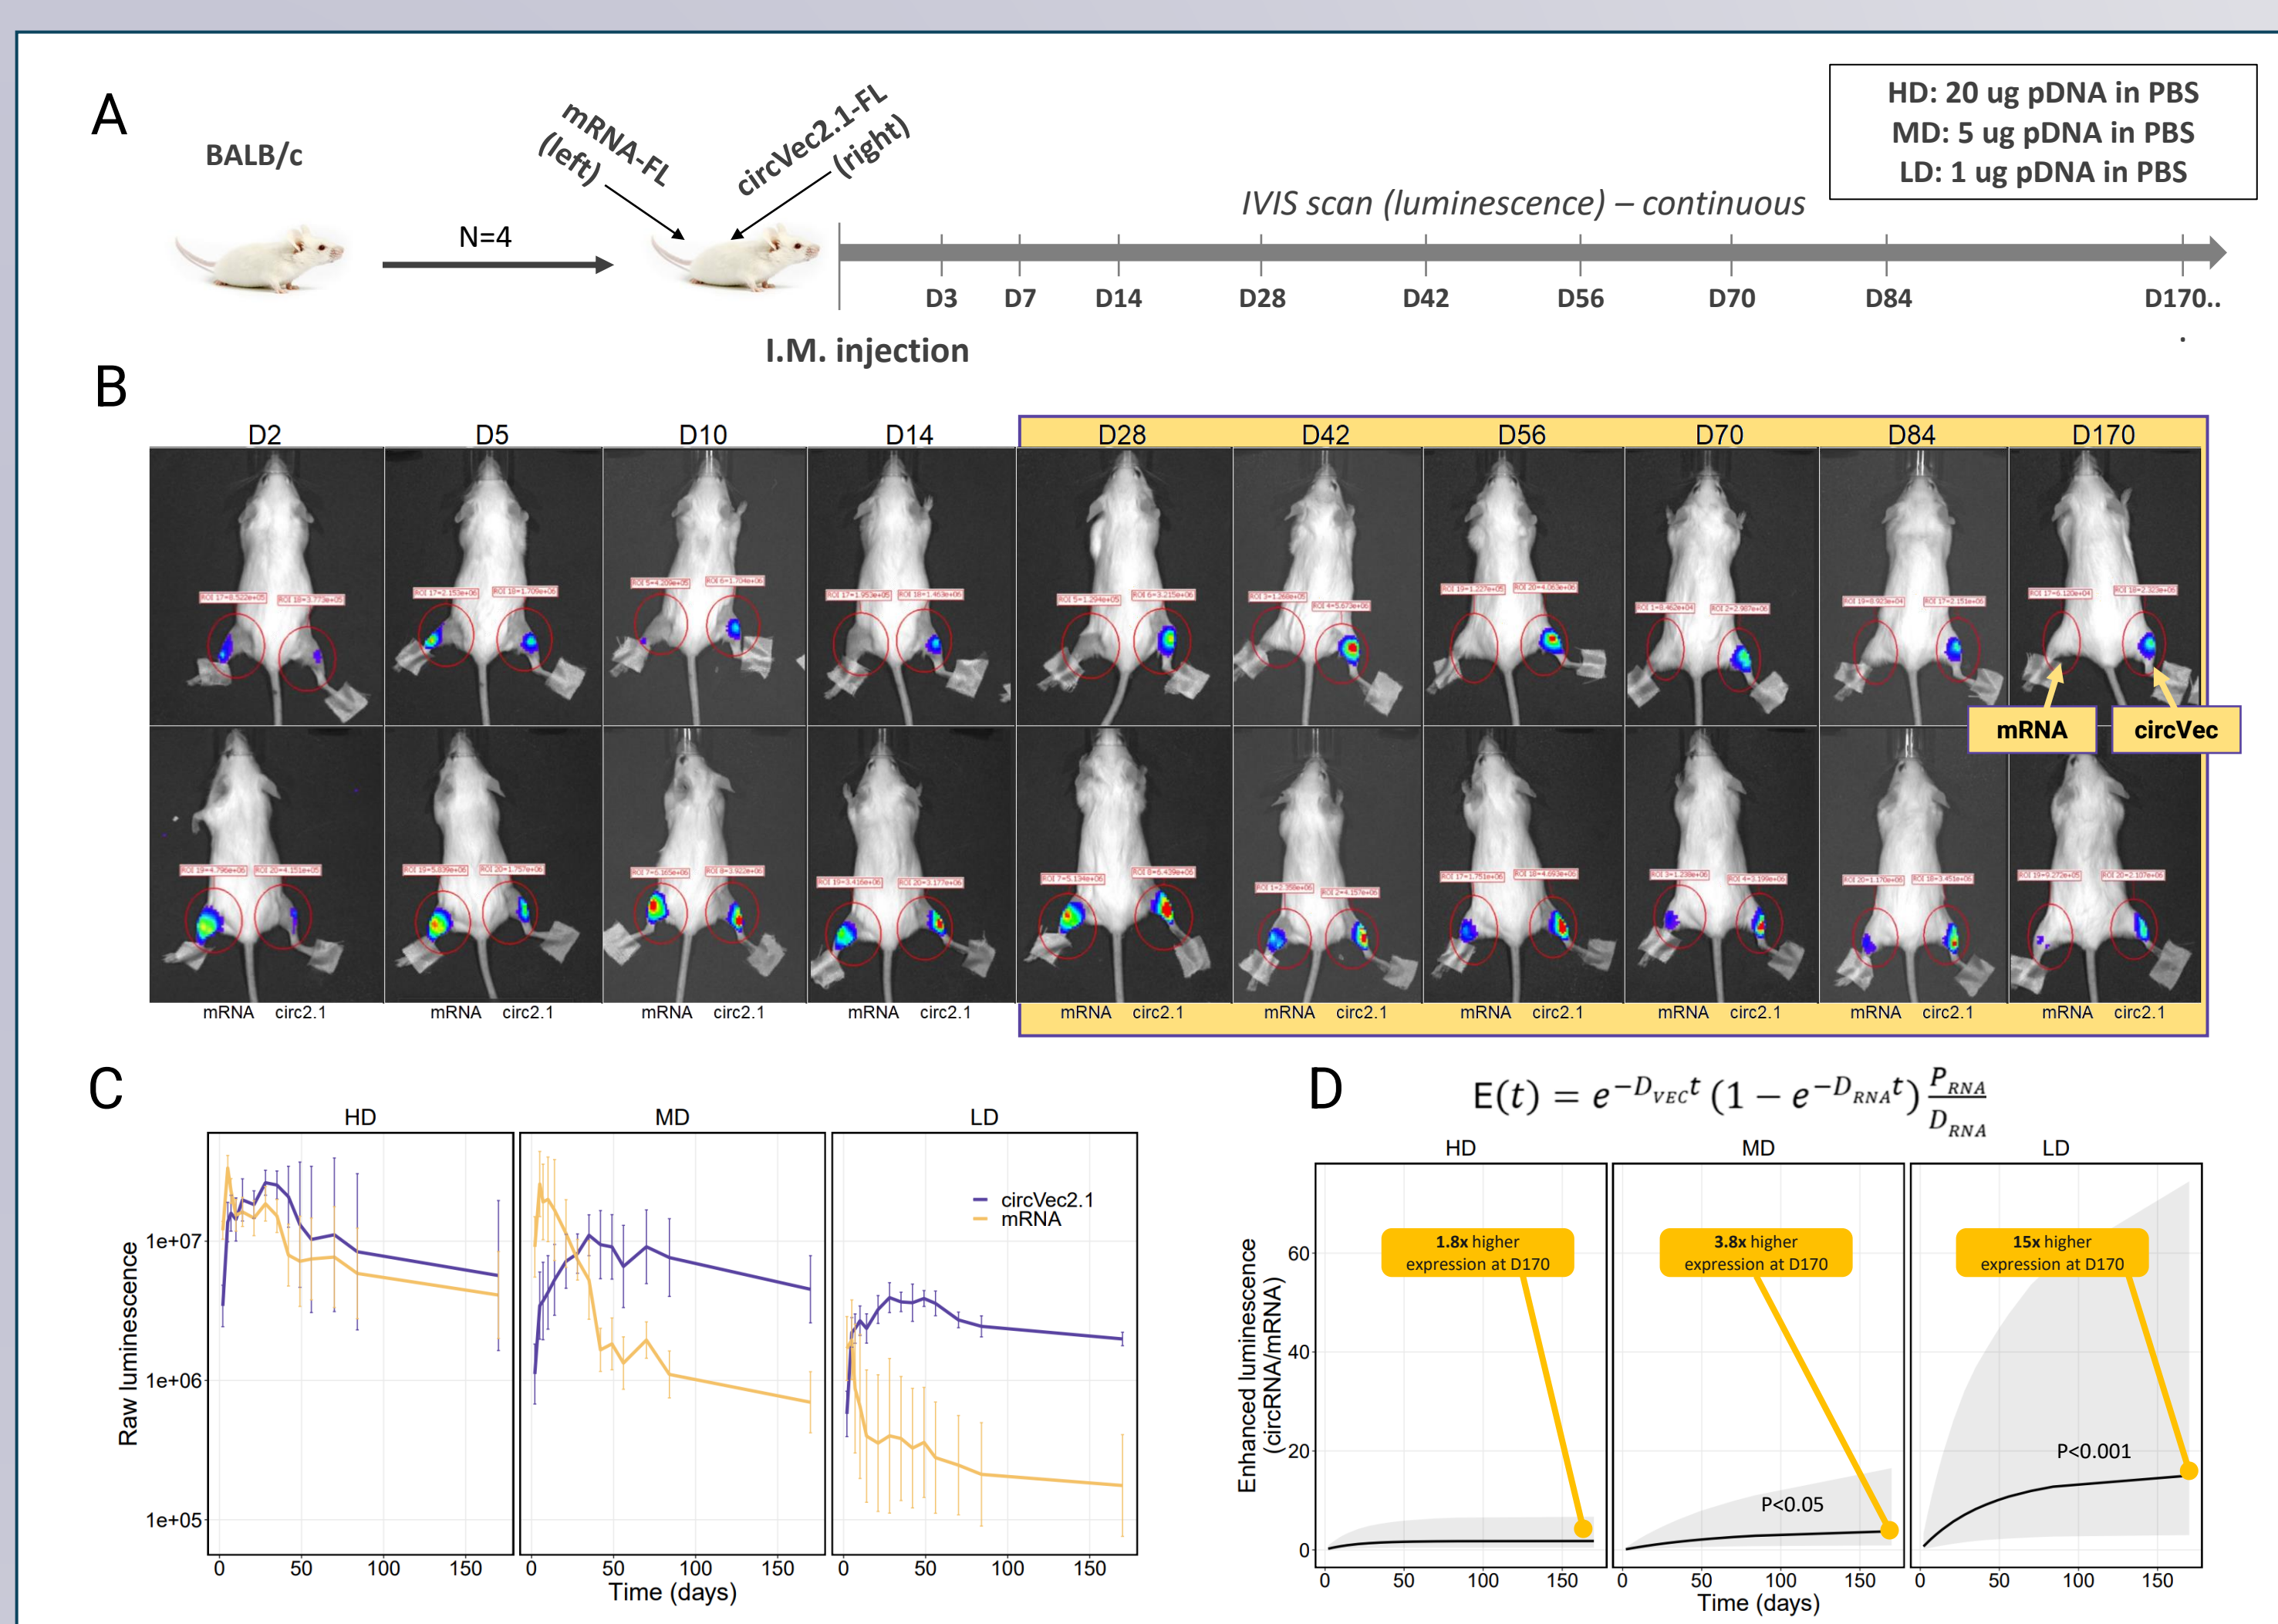 A
BALB/c
N=4
mRNA-FL
(left)
circVec2.1-FL
(right)
I.M. injection
IVIS scan (luminescence) – continuous
HD: 20 ug pDNA in PBS
MD: 5 ug pDNA in PBS
LD: 1 ug pDNA in PBS
D3 D7 D14 D28 D42 D56 D70 D84 D170..
.
B
D2 D5 D10 D14 D28 D42 D56 D70 D84 D170
mRNA circVec
mRNA circ2.1 mRNA circ2.1 mRNA circ2.1 mRNA circ2.1 mRNA circ2.1 mRNA circ2.1 mRNA circ2.1 mRNA circ2.1 mRNA circ2.1 mRNA circ2.1
C
HD MD LD
Raw luminescence
1e+07
1e+06
1e+05
circVec2.1
mRNA
0 50 100 150 0 50 100 150 0 50 100 150
Time (days)
D
E(t) = e^{-D_{VEC}t} (1 − e^{-D_{RNA}t}) P_{RNA}/D_{RNA}
HD MD LD
Enhanced luminescence
(circRNA/mRNA)
60
40
20
0
1.8x higher
expression at D170
3.8x higher
expression at D170
15x higher
expression at D170
P<0.05
P<0.001
0 50 100 150 0 50 100 150 0 50 100 150
Time (days)